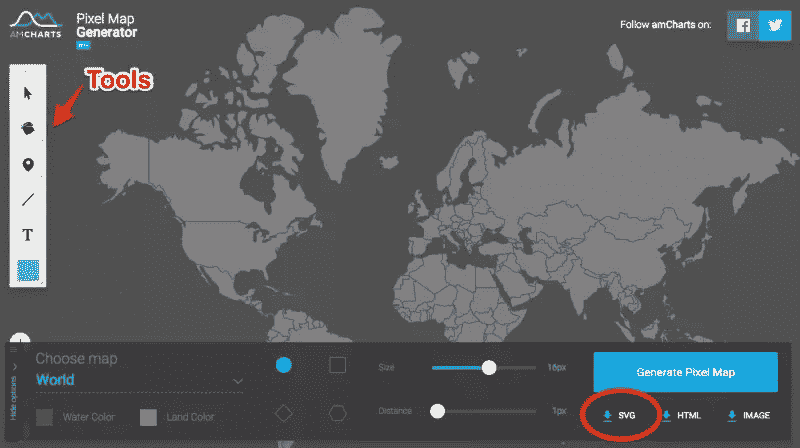 AMCHARTS
Pixel Map
Generator
Follow amCharts on:
Tools
T
Choose map
World
Water Color
Land Color
Size
16px
Distance
1px
Generate Pixel Map
SVG
HTML
IMAGE
Hide options